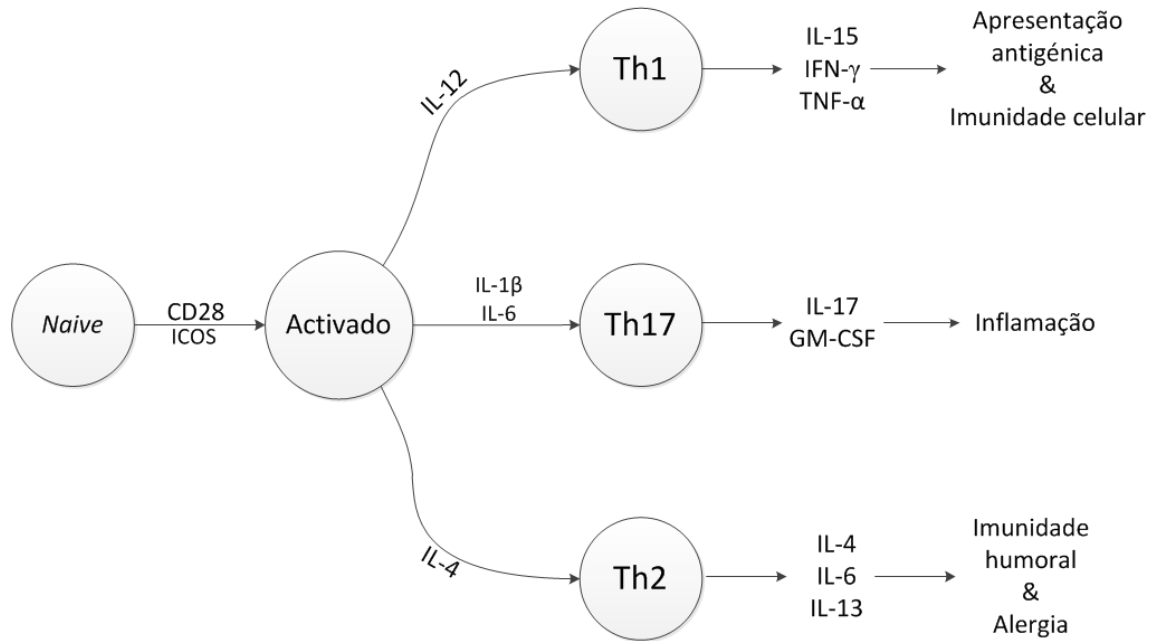 Naive
CD28
ICOS
Activado
IL-12
Th1
IL-15
IFN-γ
TNF-α
Apresentação
antigénica
&
Imunidade celular
IL-1β
IL-6
Th17
IL-17
GM-CSF
Inflamação
IL-4
Th2
IL-4
IL-6
IL-13
Imunidade
humoral
&
Alergia